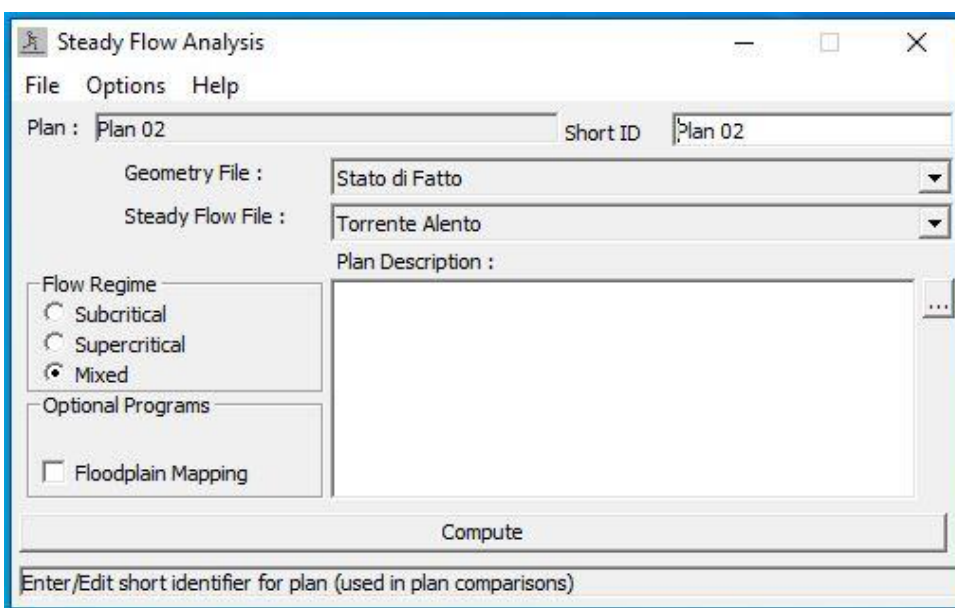 Steady Flow Analysis
File Options Help
Plan : Plan 02 Short ID Plan 02
Geometry File : Stato di Fatto
Steady Flow File : Torrente Alento
Plan Description :
Flow Regime
Subcritical
Supercritical
Mixed
...
Optional Programs
Floodplain Mapping
Compute
Enter/Edit short identifier for plan (used in plan comparisons)